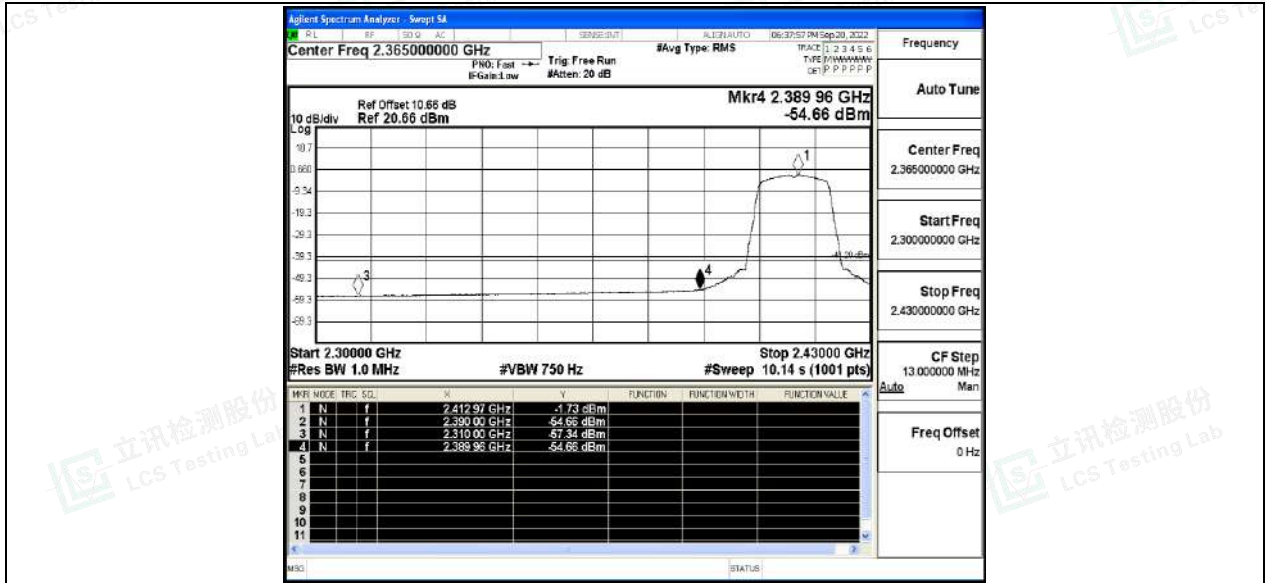 Agilent Spectrum Analyzer - Swept SA
RL RF 50 Ω AC SENSE:INT ALIGNAUTO 06:37:57 PM Sep 20, 2022
Center Freq 2.365000000 GHz
PNO: Fast
IFGain:Low
Trig: Free Run
#Atten: 20 dB
#Avg Type: RMS
TRACE 1 2 3 4 5 6
TYPE MWWWWW
DET P P P P P P
Frequency
Auto Tune
Center Freq
2.365000000 GHz
Start Freq
2.300000000 GHz
Stop Freq
2.430000000 GHz
CF Step
13.000000 MHz
Auto Man
Freq Offset
0 Hz
Mkr4 2.389 96 GHz
-54.66 dBm
Ref Offset 10.66 dB
10 dB/div Ref 20.66 dBm
Log
10.7
0.660
-9.34
-19.3
-29.3
-39.3
-49.3
-59.3
-69.3
1
3
4
-41.20 dBm
Start 2.30000 GHz Stop 2.43000 GHz
#Res BW 1.0 MHz #VBW 750 Hz #Sweep 10.14 s (1001 pts)
MKR MODE TRC SCL X Y FUNCTION FUNCTION WIDTH FUNCTION VALUE
1 N f 2.412 97 GHz -1.73 dBm
2 N f 2.390 00 GHz -54.66 dBm
3 N f 2.310 00 GHz -57.34 dBm
4 N f 2.389 96 GHz -54.66 dBm
5
6
7
8
9
10
11
MSG STATUS
立讯检测股份
LCS Testing Lab
立讯检测股份
LCS Testing Lab